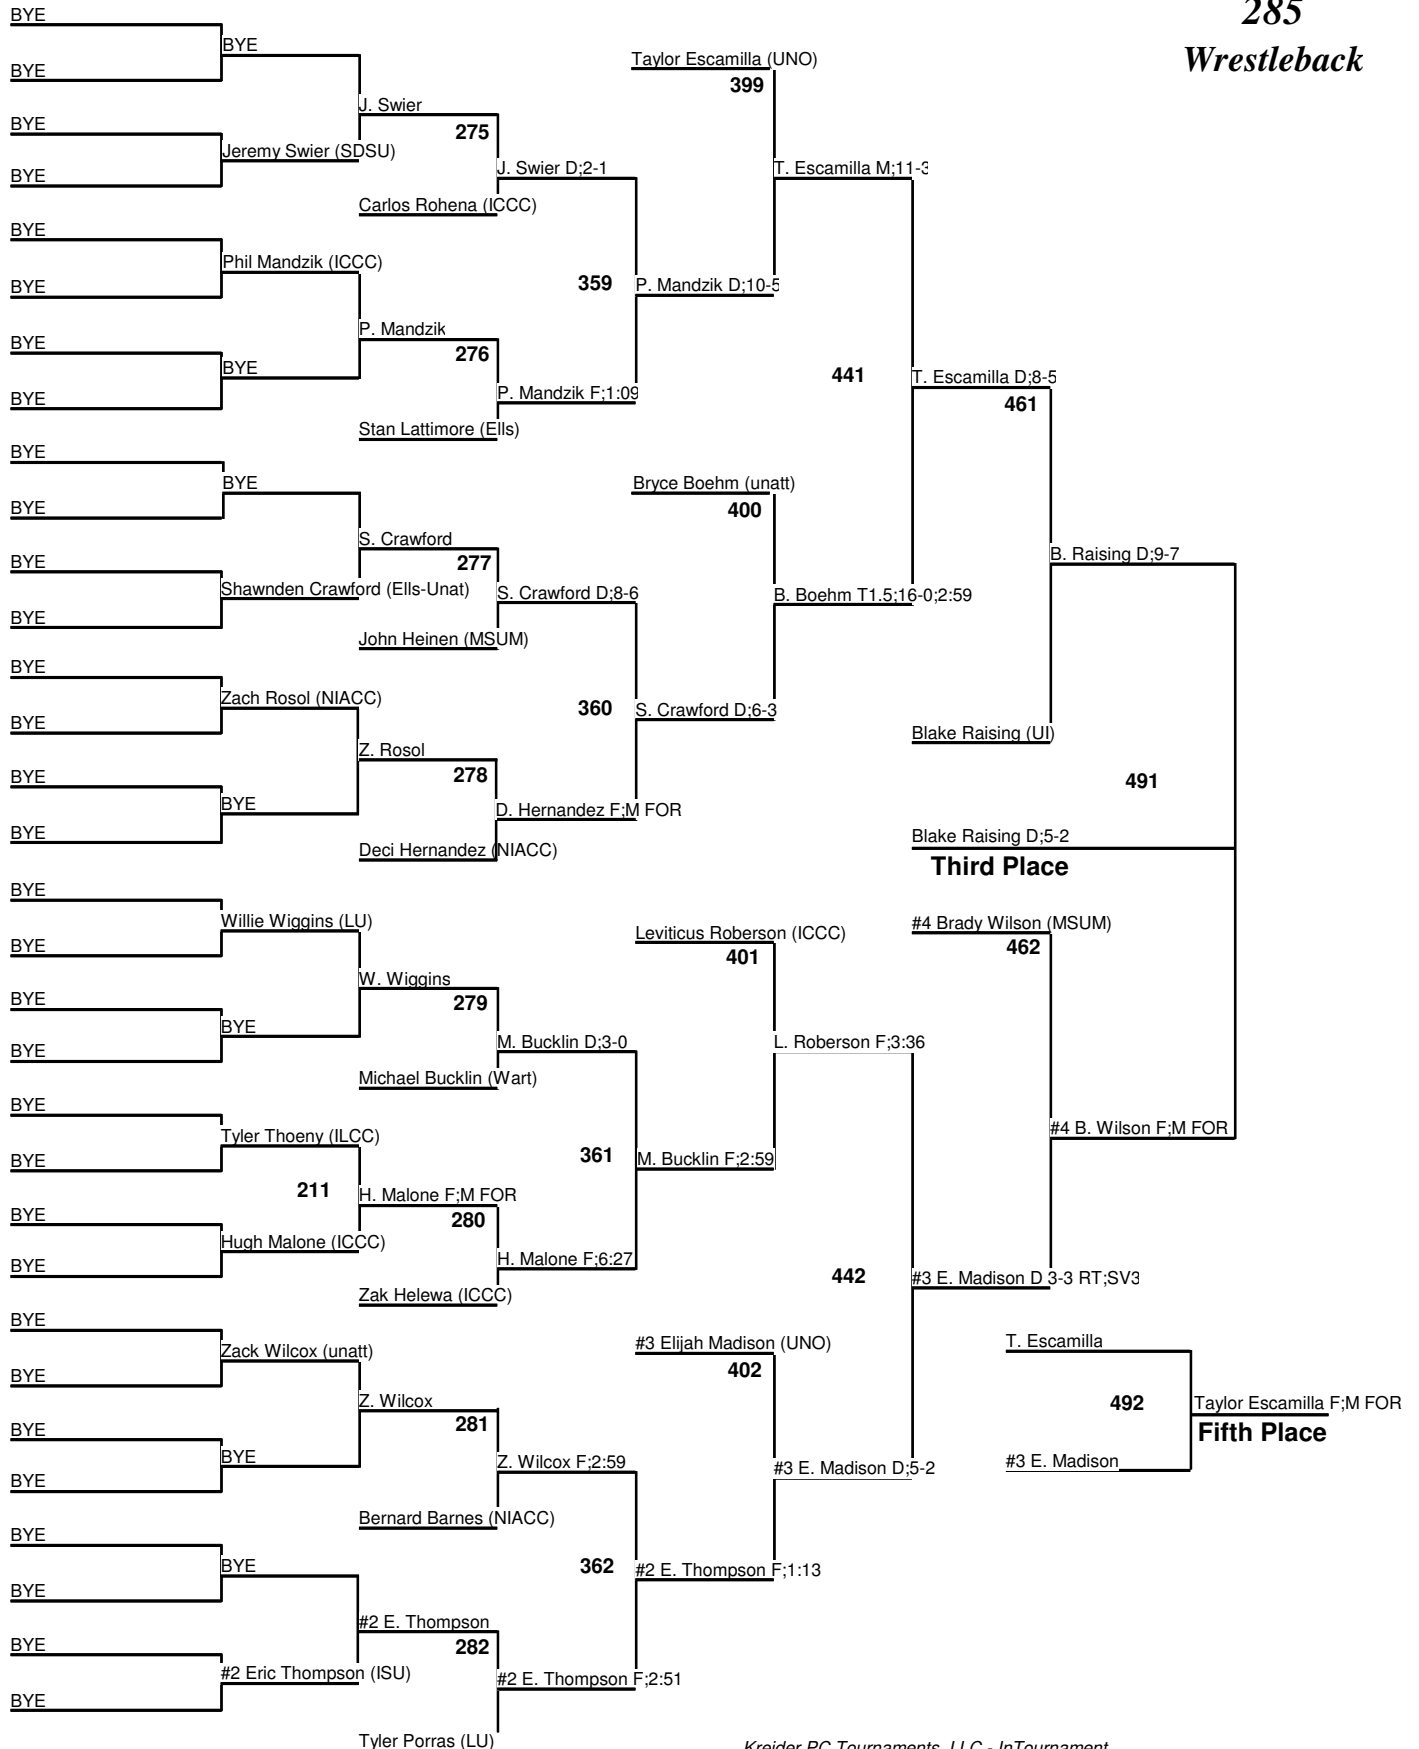 BYE
285
Wrestleback
BYE
BYE
Taylor Escamilla (UNO)
399
J. Swier
275
BYE
Jeremy Swier (SDSU)
BYE
J. Swier D;2-1
T. Escamilla M;11-3
Carlos Rohena (ICCC)
BYE
Phil Mandzik (ICCC)
BYE
359
P. Mandzik D;10-5
P. Mandzik
276
BYE
BYE
BYE
441
T. Escamilla D;8-5
461
P. Mandzik F;1:09
Stan Lattimore (Ells)
BYE
BYE
BYE
Bryce Boehm (unatt)
400
S. Crawford
277
B. Raising D;9-7
BYE
Shawnden Crawford (Ells-Unat)
BYE
S. Crawford D;8-6
B. Boehm T1.5;16-0;2:59
John Heinen (MSUM)
BYE
Zach Rosol (NIACC)
BYE
360
S. Crawford D;6-3
Blake Raising (UI)
Z. Rosol
278
491
BYE
BYE
BYE
D. Hernandez F;M FOR
Deci Hernandez (NIACC)
Blake Raising D;5-2
Third Place
BYE
Willie Wiggins (LU)
BYE
Leviticus Roberson (ICCC)
401
#4 Brady Wilson (MSUM)
462
W. Wiggins
279
BYE
BYE
BYE
M. Bucklin D;3-0
L. Roberson F;3:36
Michael Bucklin (Wart)
BYE
Tyler Thoeny (ILCC)
BYE
361
M. Bucklin F;2:59
#4 B. Wilson F;M FOR
211
H. Malone F;M FOR
280
BYE
Hugh Malone (ICCC)
BYE
H. Malone F;6:27
442
#3 E. Madison D 3-3 RT;SV3
Zak Helewa (ICCC)
BYE
Zack Wilcox (unatt)
BYE
#3 Elijah Madison (UNO)
402
T. Escamilla
Z. Wilcox
281
492
Taylor Escamilla F;M FOR
Fifth Place
BYE
BYE
BYE
Z. Wilcox F;2:59
#3 E. Madison D;5-2
#3 E. Madison
Bernard Barnes (NIACC)
BYE
BYE
BYE
362
#2 E. Thompson F;1:13
#2 E. Thompson
282
BYE
#2 Eric Thompson (ISU)
BYE
#2 E. Thompson F;2:51
Tyler Porras (LU)
Kreider PC Tournaments, LLC - InTournament